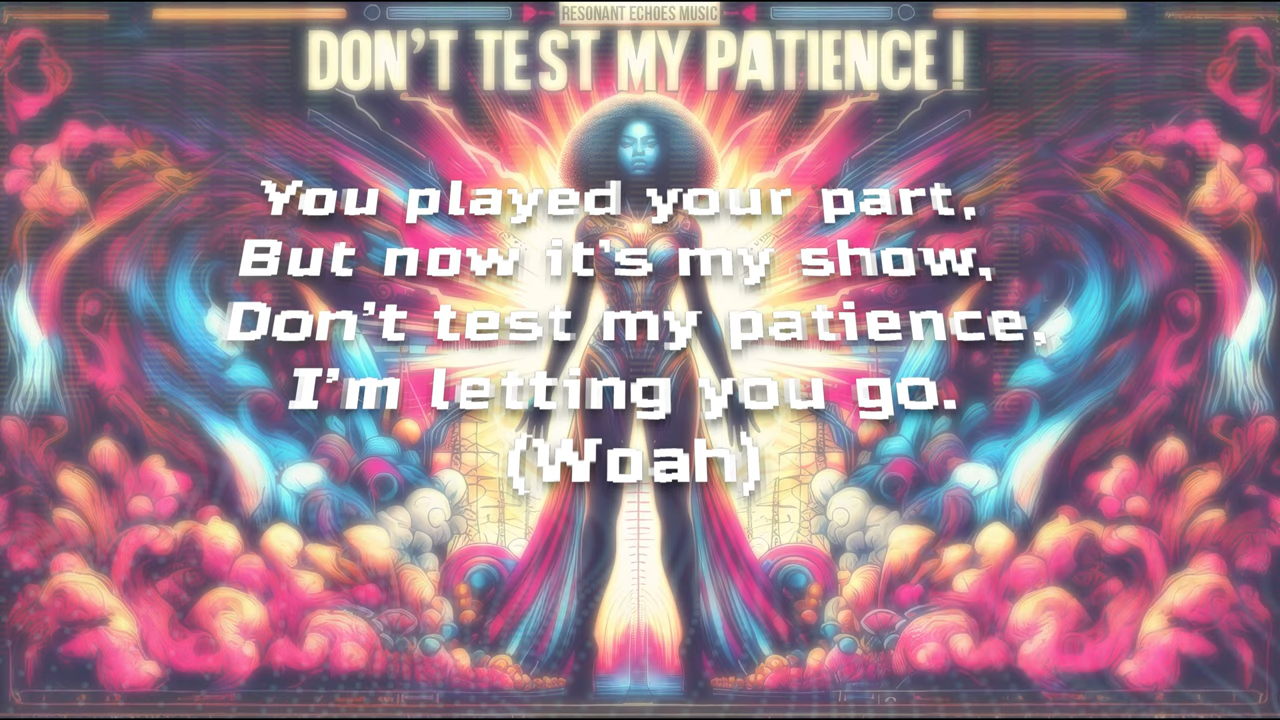 RESONANT ECHOES MUSIC
DON'T TEST MY PATIENCE!
You played your part,
But now it's my show,
Don't test my patience,
I'm letting you go.
(Woah)